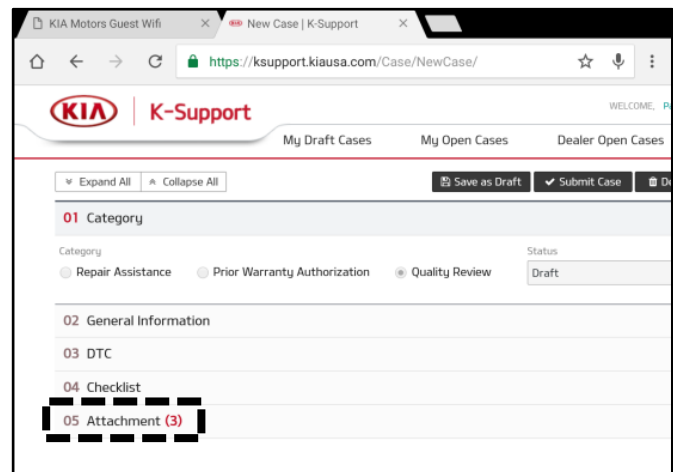 KIA Motors Guest Wifi
New Case | K-Support
https://ksupport.kiausa.com/Case/NewCase/
KIA K-Support
WELCOME,
My Draft Cases My Open Cases Dealer Open Cases
Expand All Collapse All Save as Draft Submit Case
01 Category
Category Status
Repair Assistance Prior Warranty Authorization Quality Review Draft
02 General Information
03 DTC
04 Checklist
05 Attachment (3)